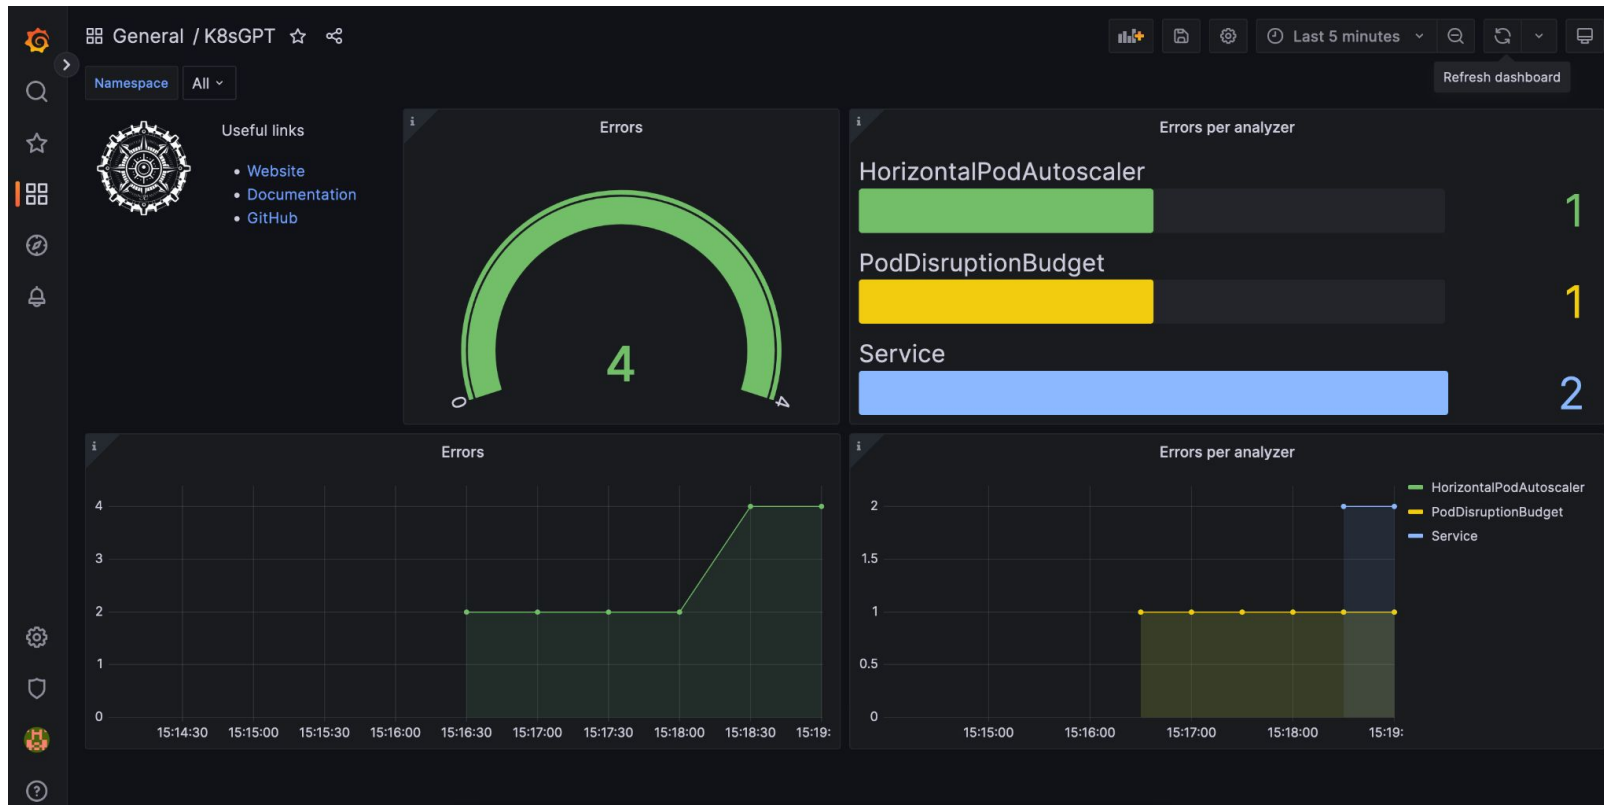 General / K8sGPT
Last 5 minutes
Refresh dashboard
Namespace All
Useful links
Website
Documentation
GitHub
i
Errors
4
0
4
i
Errors per analyzer
HorizontalPodAutoscaler
1
PodDisruptionBudget
1
Service
2
i
Errors
4
3
2
1
0
15:14:30 15:15:00 15:15:30 15:16:00 15:16:30 15:17:00 15:17:30 15:18:00 15:18:30 15:19:
i
Errors per analyzer
2
1.5
1
0.5
0
15:15:00 15:16:00 15:17:00 15:18:00 15:19:
HorizontalPodAutoscaler
PodDisruptionBudget
Service